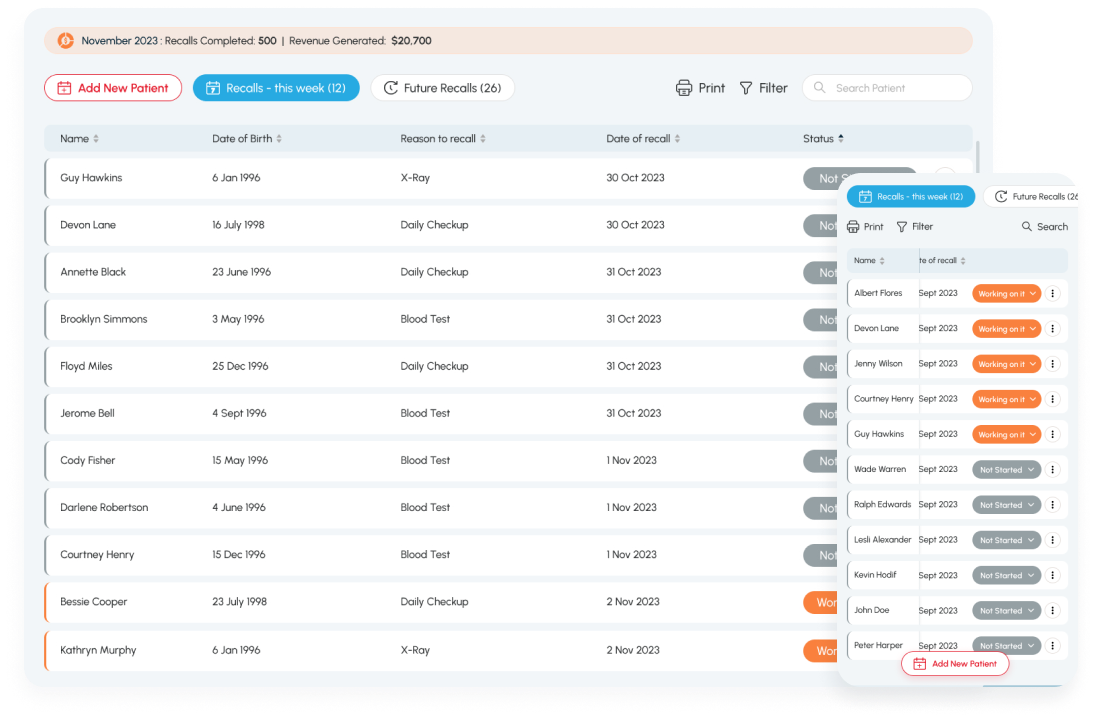 November 2023 : Recalls Completed: 500 | Revenue Generated: $20,700
Add New Patient
Recalls - this week (12)
Future Recalls (26)
Print
Filter
Search Patient
Name Date of Birth Reason to recall Date of recall Status
Guy Hawkins 6 Jan 1996 X-Ray 30 Oct 2023 Not S
Devon Lane 16 July 1998 Daily Checkup 30 Oct 2023 Not
Annette Black 23 June 1996 Daily Checkup 31 Oct 2023 Not
Brooklyn Simmons 3 May 1996 Blood Test 31 Oct 2023 Not
Floyd Miles 25 Dec 1996 Daily Checkup 31 Oct 2023 Not
Jerome Bell 4 Sept 1996 Blood Test 31 Oct 2023 Not
Cody Fisher 15 May 1996 Blood Test 1 Nov 2023 Not
Darlene Robertson 4 June 1996 Blood Test 1 Nov 2023 Not
Courtney Henry 15 Dec 1996 Blood Test 1 Nov 2023 Not
Bessie Cooper 23 July 1998 Daily Checkup 2 Nov 2023 Wor
Kathryn Murphy 6 Jan 1996 X-Ray 2 Nov 2023 Wor
Recalls - this week (12)
Future Recalls (26
Print
Filter
Search
Name te of recall
Albert Flores Sept 2023 Working on it
Devon Lane Sept 2023 Working on it
Jenny Wilson Sept 2023 Working on it
Courtney Henry Sept 2023 Working on it
Guy Hawkins Sept 2023 Working on it
Wade Warren Sept 2023 Not Started
Ralph Edwards Sept 2023 Not Started
Lesli Alexander Sept 2023 Not Started
Kevin Hodif Sept 2023 Not Started
John Doe Sept 2023 Not Started
Peter Harper Sept 2023 Not Started
Add New Patient